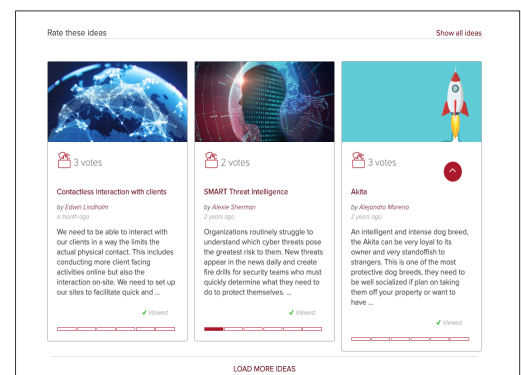 Rate these ideas
Show all ideas
3 votes
Contactless interaction with clients
by Edwin Lindholm
a month ago
We need to be able to interact with
our clients in a way the limits the
actual physical contact. This includes
conducting more client facing
activities online but also the
interaction on-site. We need to set up
our sites to facilitate quick and ...
✓ Viewed
2 votes
SMART Threat Intelligence
by Alexie Sherman
2 years ago
Organizations routinely struggle to
understand which cyber threats pose
the greatest risk to them. New threats
appear in the news daily and create
fire drills for security teams who must
quickly determine what they need to
do to protect themselves. ...
✓ Viewed
3 votes
Akita
by Alejandro Moreno
2 years ago
An intelligent and intense dog breed,
the Akita can be very loyal to its
owner and very standoffish to
strangers. This is one of the most
protective dog breeds, they need to
be well socialized if plan on taking
them off your property or want to
have ...
✓ Viewed
LOAD MORE IDEAS